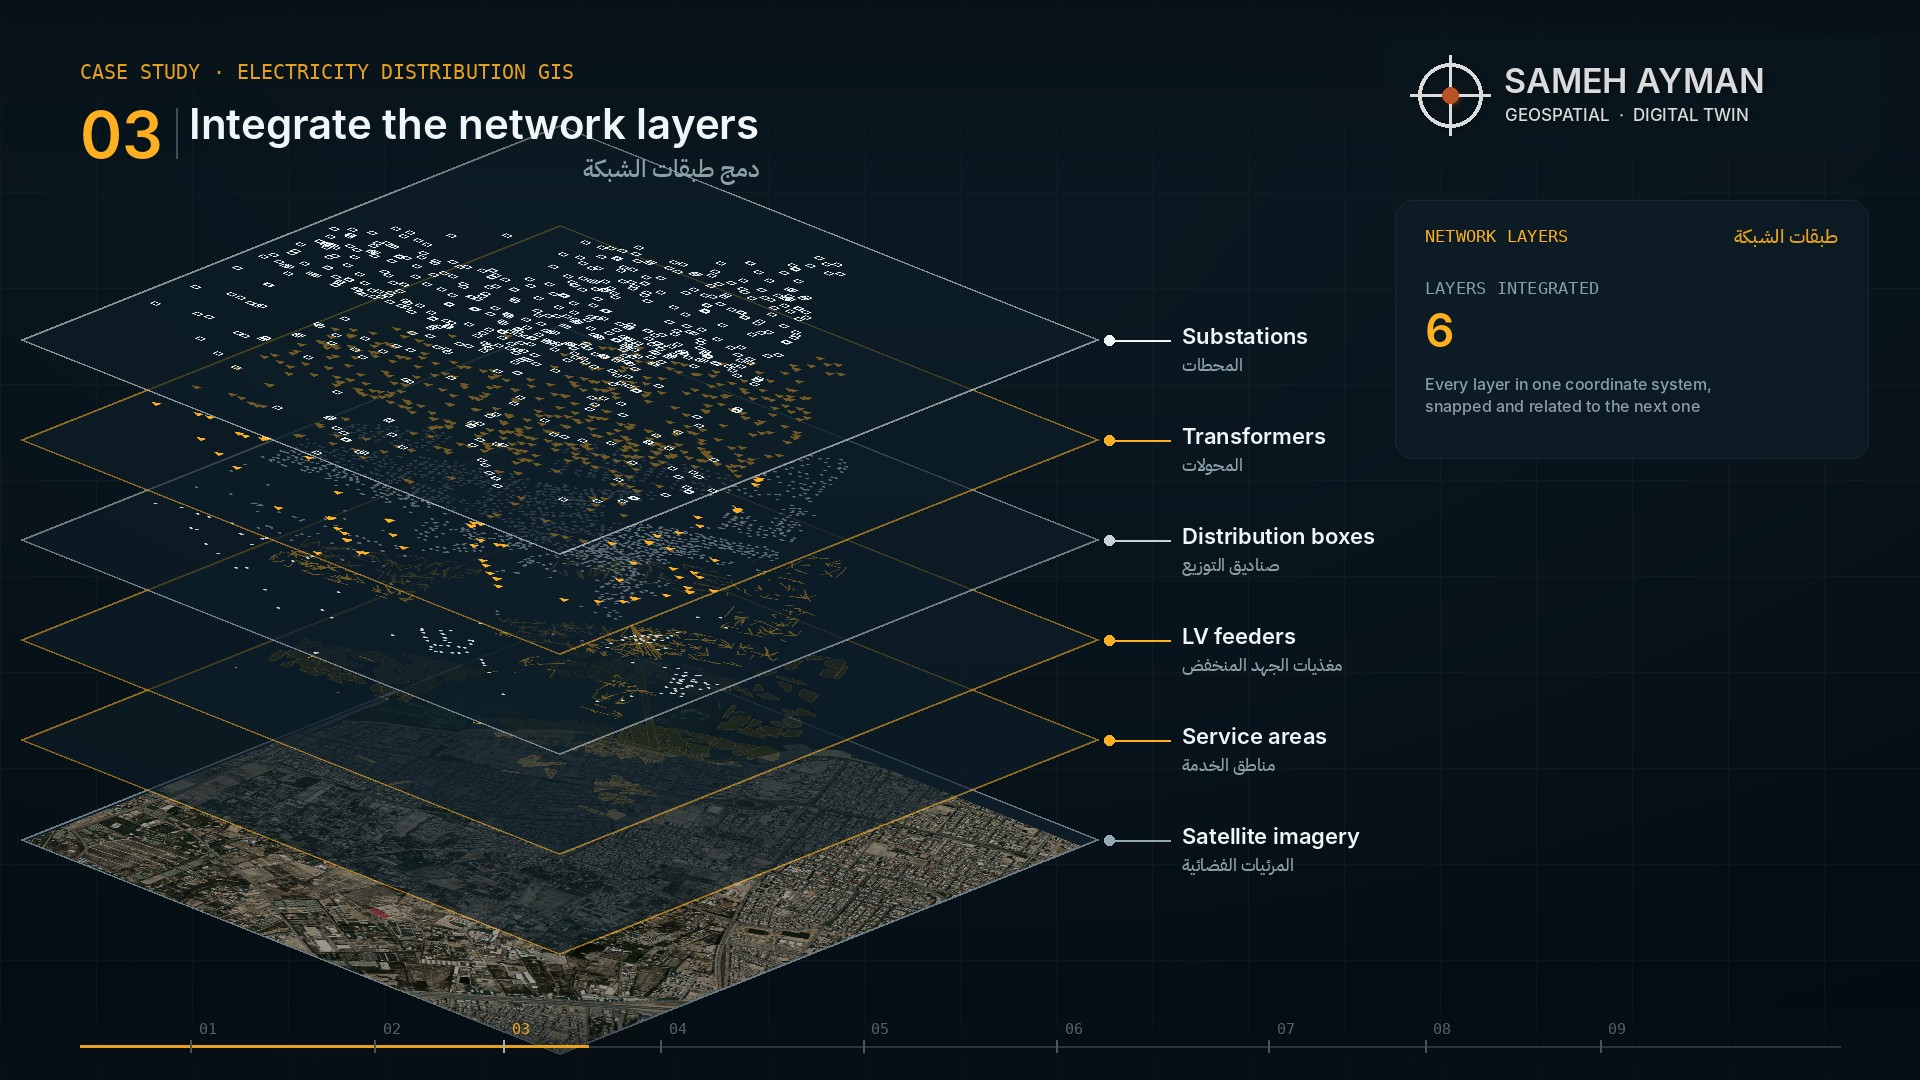 CASE STUDY · ELECTRICITY DISTRIBUTION GIS
03
Integrate the network layers
دمج طبقات الشبكة
SAMEH AYMAN
GEOSPATIAL · DIGITAL TWIN
NETWORK LAYERS
طبقات الشبكة
LAYERS INTEGRATED
6
Every layer in one coordinate system,
snapped and related to the next one
Substations
المحطات
Transformers
المحولات
Distribution boxes
صناديق التوزيع
LV feeders
مغذيات الجهد المنخفض
Service areas
مناطق الخدمة
Satellite imagery
المرئيات الفضائية
01 02 03 04 05 06 07 08 09